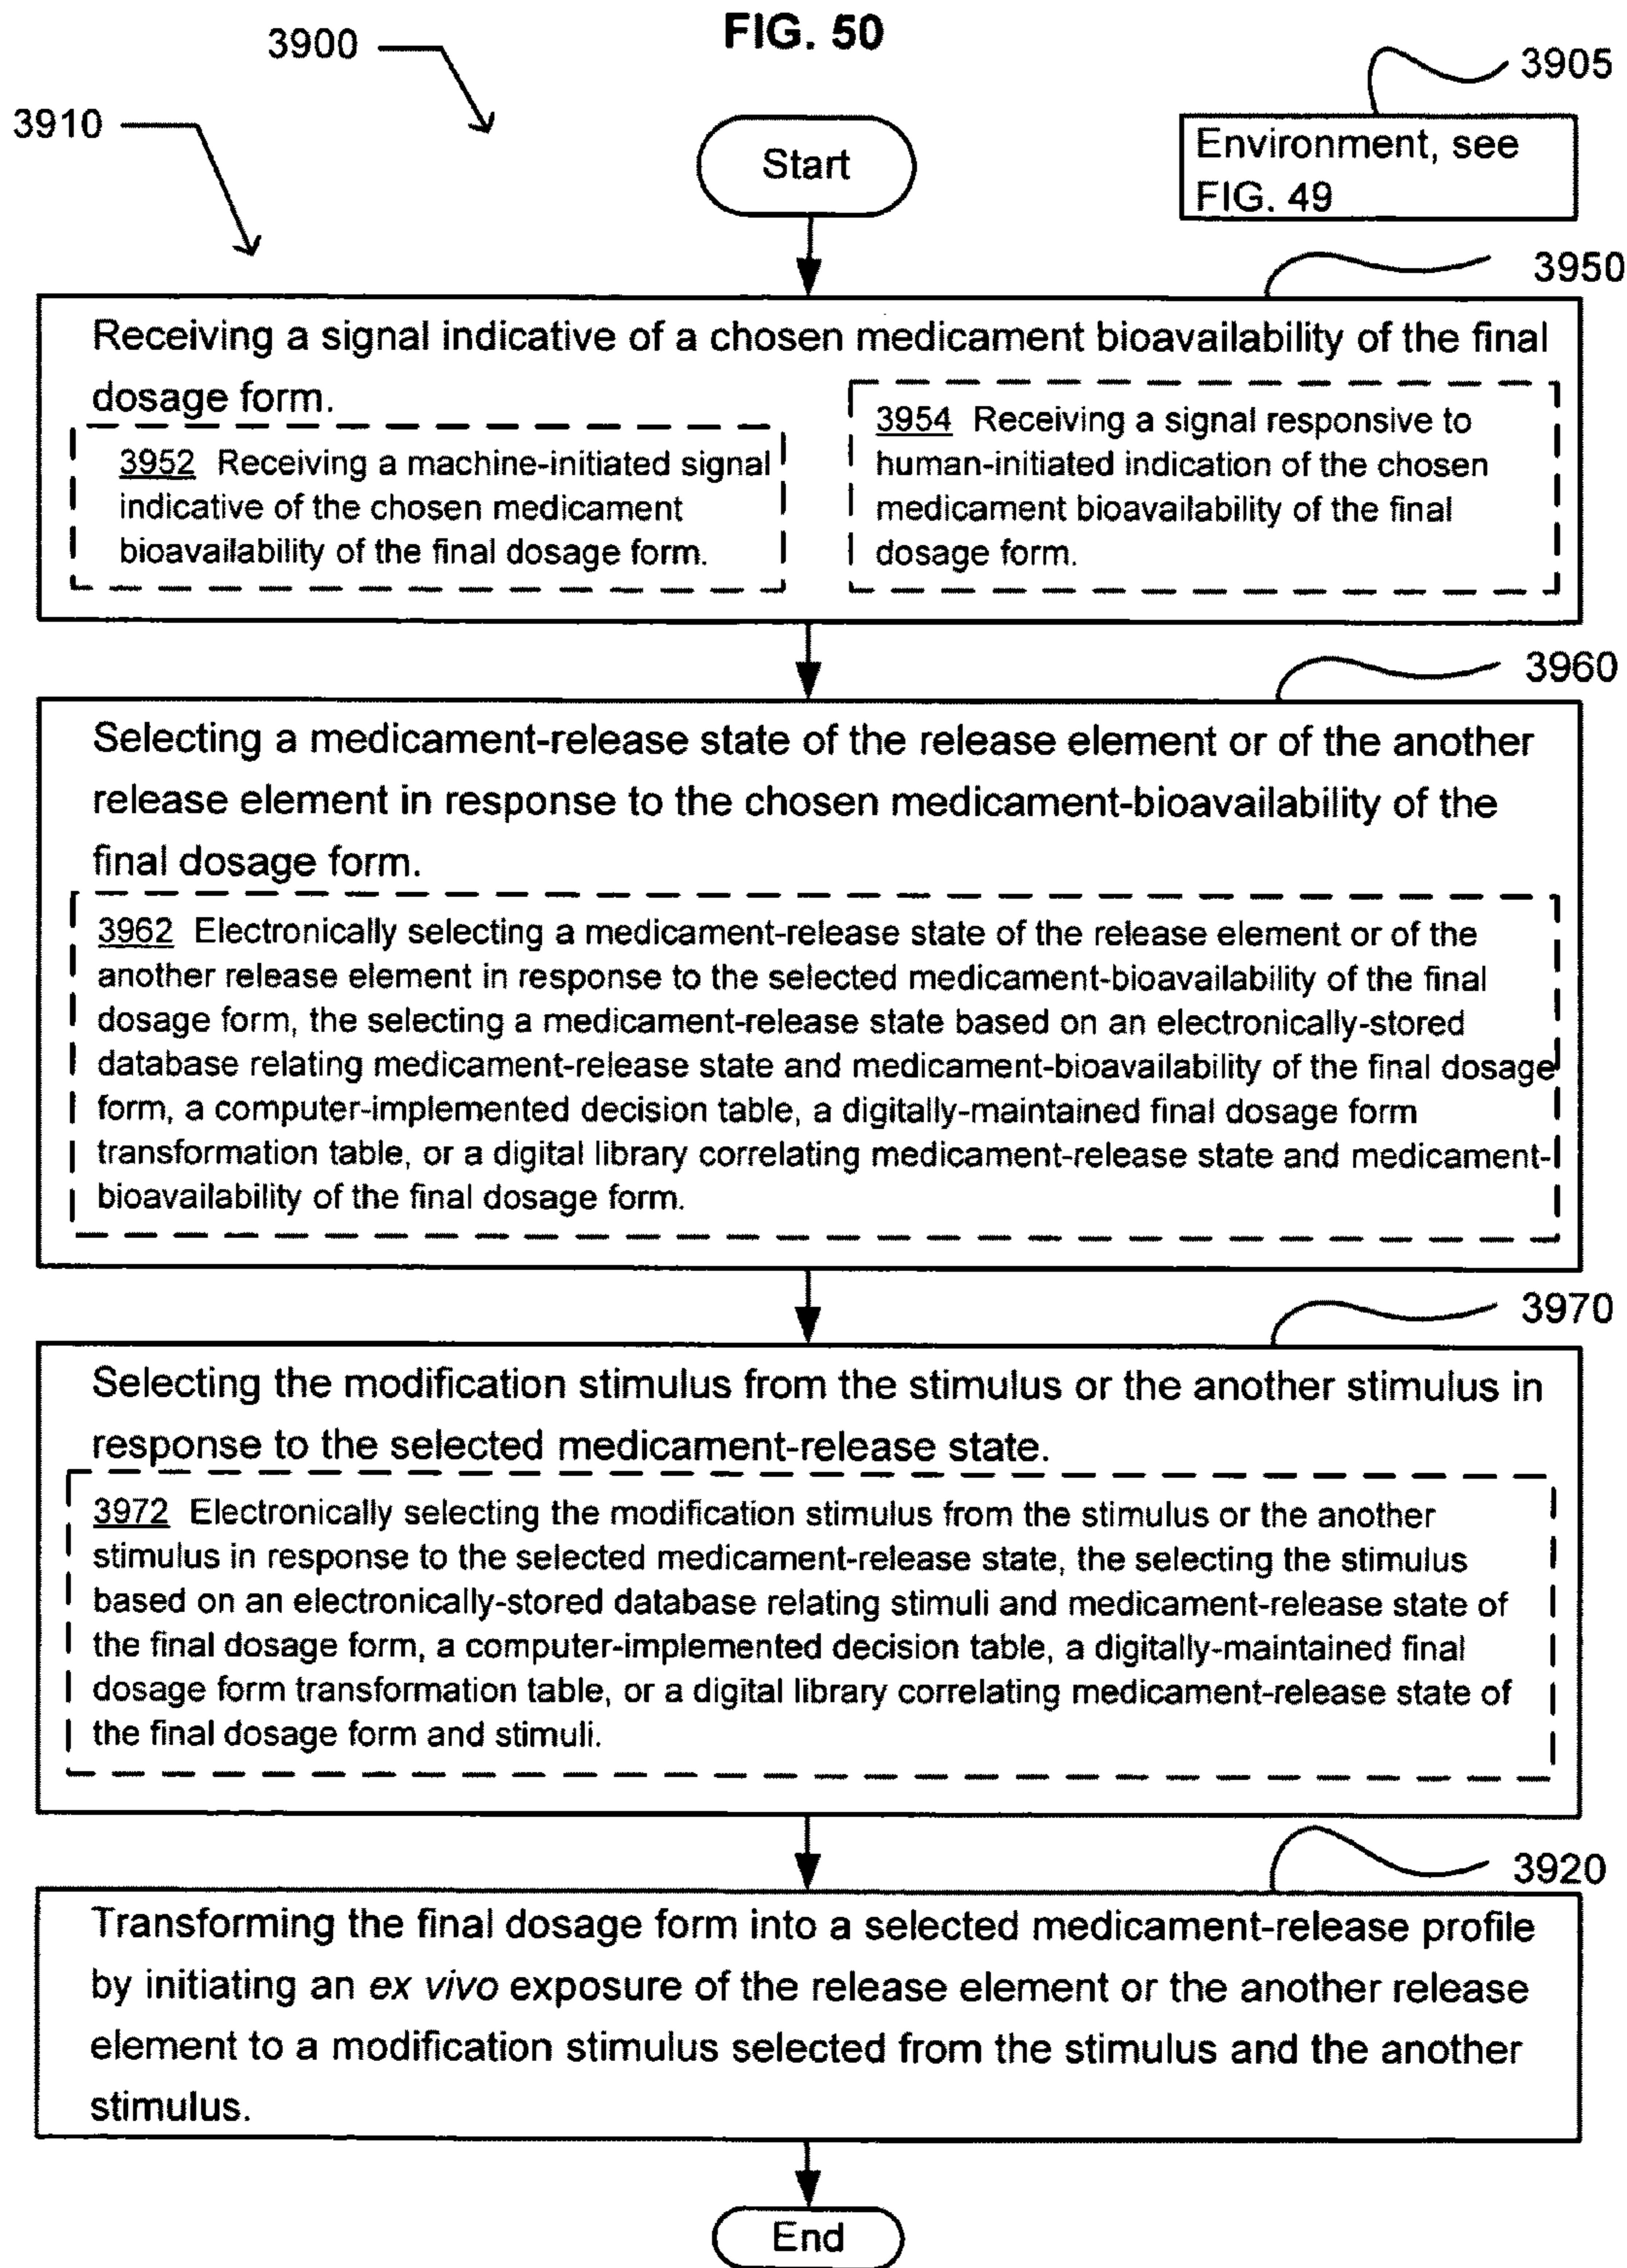 FIG. 50
3900
3905
3910
Start
Environment, see
FIG. 49
3950
Receiving a signal indicative of a chosen medicament bioavailability of the final
dosage form.
3952 Receiving a machine-initiated signal
indicative of the chosen medicament
bioavailability of the final dosage form.
3954 Receiving a signal responsive to
human-initiated indication of the chosen
medicament bioavailability of the final
dosage form.
3960
Selecting a medicament-release state of the release element or of the another
release element in response to the chosen medicament-bioavailability of the
final dosage form.
3962 Electronically selecting a medicament-release state of the release element or of the
another release element in response to the selected medicament-bioavailability of the final
dosage form, the selecting a medicament-release state based on an electronically-stored
database relating medicament-release state and medicament-bioavailability of the final dosage
form, a computer-implemented decision table, a digitally-maintained final dosage form
transformation table, or a digital library correlating medicament-release state and medicament-
bioavailability of the final dosage form.
3970
Selecting the modification stimulus from the stimulus or the another stimulus in
response to the selected medicament-release state.
3972 Electronically selecting the modification stimulus from the stimulus or the another
stimulus in response to the selected medicament-release state, the selecting the stimulus
based on an electronically-stored database relating stimuli and medicament-release state of
the final dosage form, a computer-implemented decision table, a digitally-maintained final
dosage form transformation table, or a digital library correlating medicament-release state of
the final dosage form and stimuli.
3920
Transforming the final dosage form into a selected medicament-release profile
by initiating an ex vivo exposure of the release element or the another release
element to a modification stimulus selected from the stimulus and the another
stimulus.
End